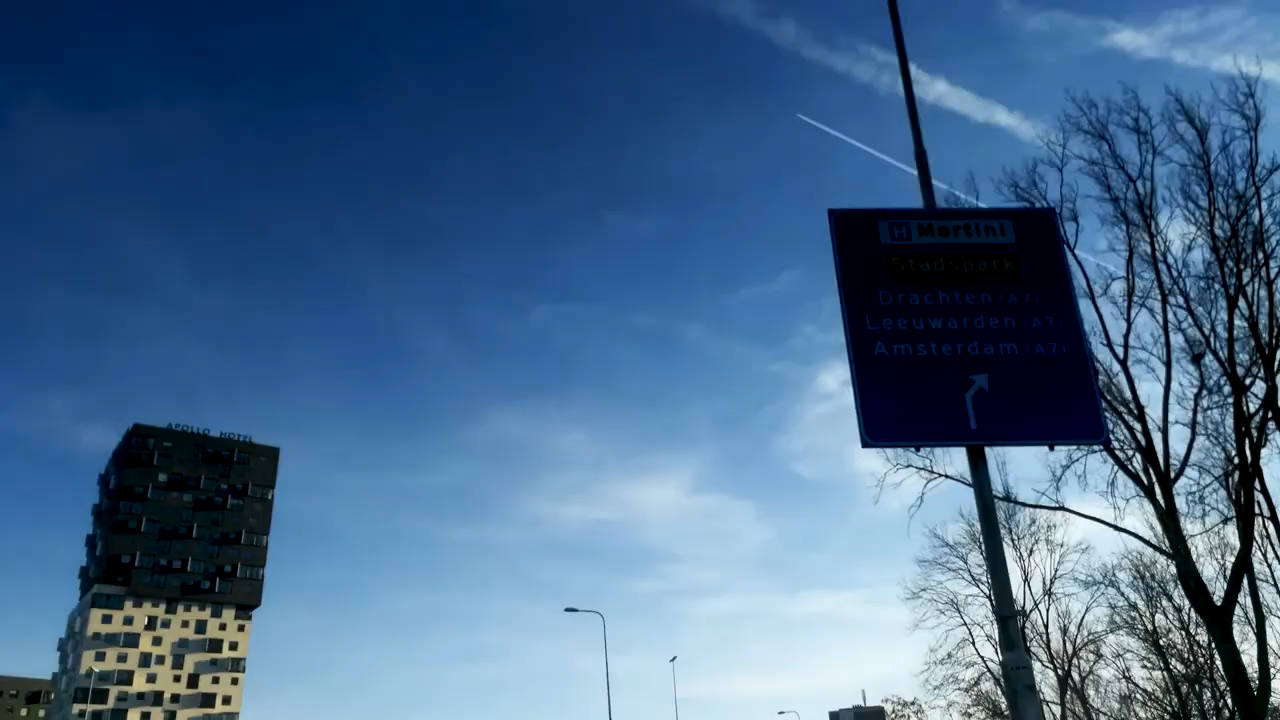 H Martini
Stadspark
Drachten (A7)
Leeuwarden (A7)
Amsterdam (A7)
APOLLO HOTEL